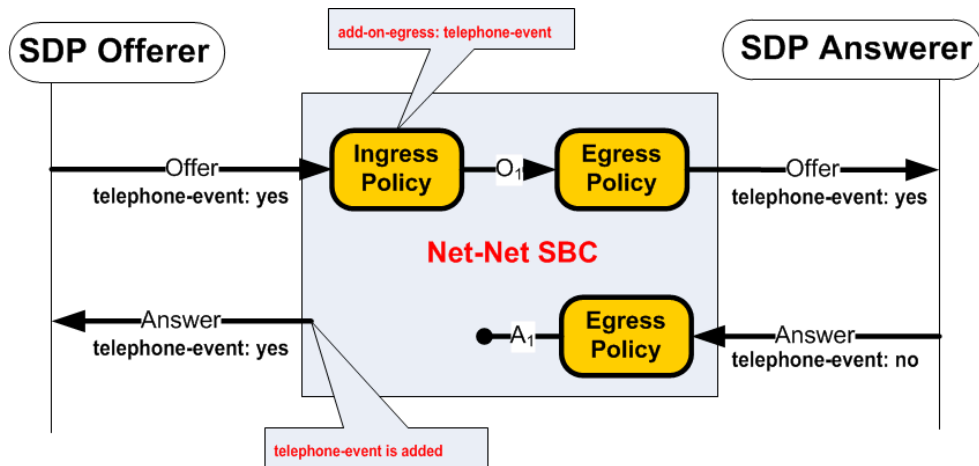 add-on-egress: telephone-event
SDP Offerer
SDP Answerer
Ingress
Policy
Egress
Policy
Offer
O1
Offer
telephone-event: yes
telephone-event: yes
Net-Net SBC
Answer
A1
Egress
Policy
Answer
telephone-event: yes
telephone-event: no
telephone-event is added